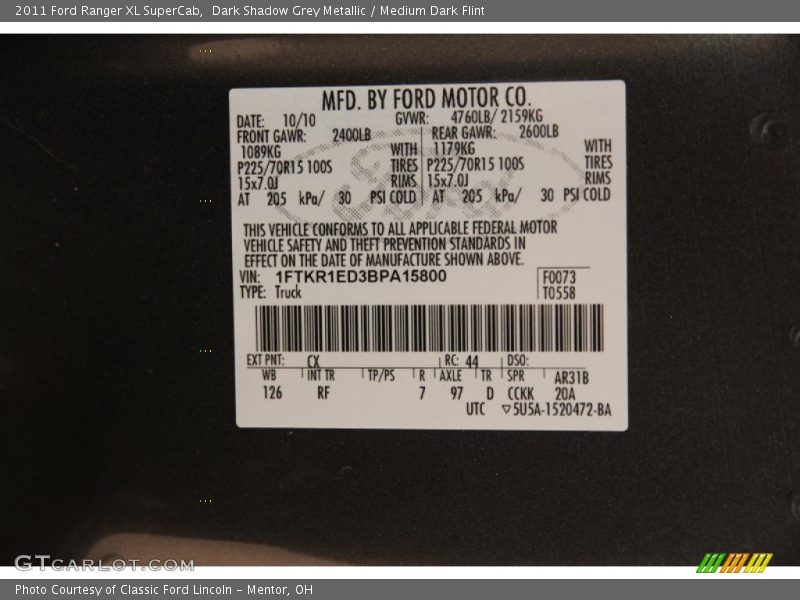 2011 Ford Ranger XL SuperCab, Dark Shadow Grey Metallic / Medium Dark Flint
MFD. BY FORD MOTOR CO.
DATE: 10/10 GVWR: 4760LB/ 2159KG
FRONT GAWR: 2400LB REAR GAWR: 2600LB
1089KG WITH 1179KG WITH
P225/70R15 100S TIRES P225/70R15 100S TIRES
15x7.0J RIMS 15x7.0J RIMS
AT 205 kPa/ 30 PSI COLD AT 205 kPa/ 30 PSI COLD
THIS VEHICLE CONFORMS TO ALL APPLICABLE FEDERAL MOTOR
VEHICLE SAFETY AND THEFT PREVENTION STANDARDS IN
EFFECT ON THE DATE OF MANUFACTURE SHOWN ABOVE.
VIN: 1FTKR1ED3BPA15800 F0073
TYPE: Truck T0558
EXT PNT: CX RC: 44 DSO:
WB INT TR TP/PS R AXLE TR SPR AR31B
126 RF 7 97 D CCKK 20A
UTC ▽5U5A-1520472-BA
GTCARLOT.COM
Photo Courtesy of Classic Ford Lincoln - Mentor, OH